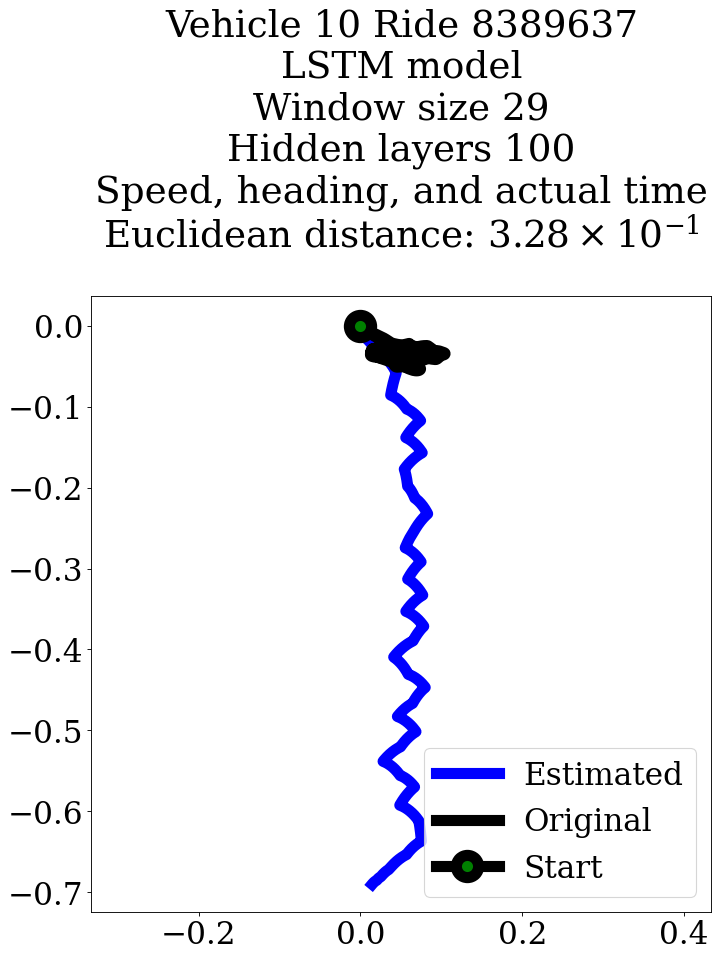 Vehicle 10 Ride 8389637
LSTM model
Window size 29
Hidden layers 100
Speed, heading, and actual time
Euclidean distance: 3.28 × 10⁻¹
0.0
−0.1
−0.2
−0.3
−0.4
−0.5
−0.6
−0.7
Estimated
Original
Start
−0.2 0.0 0.2 0.4